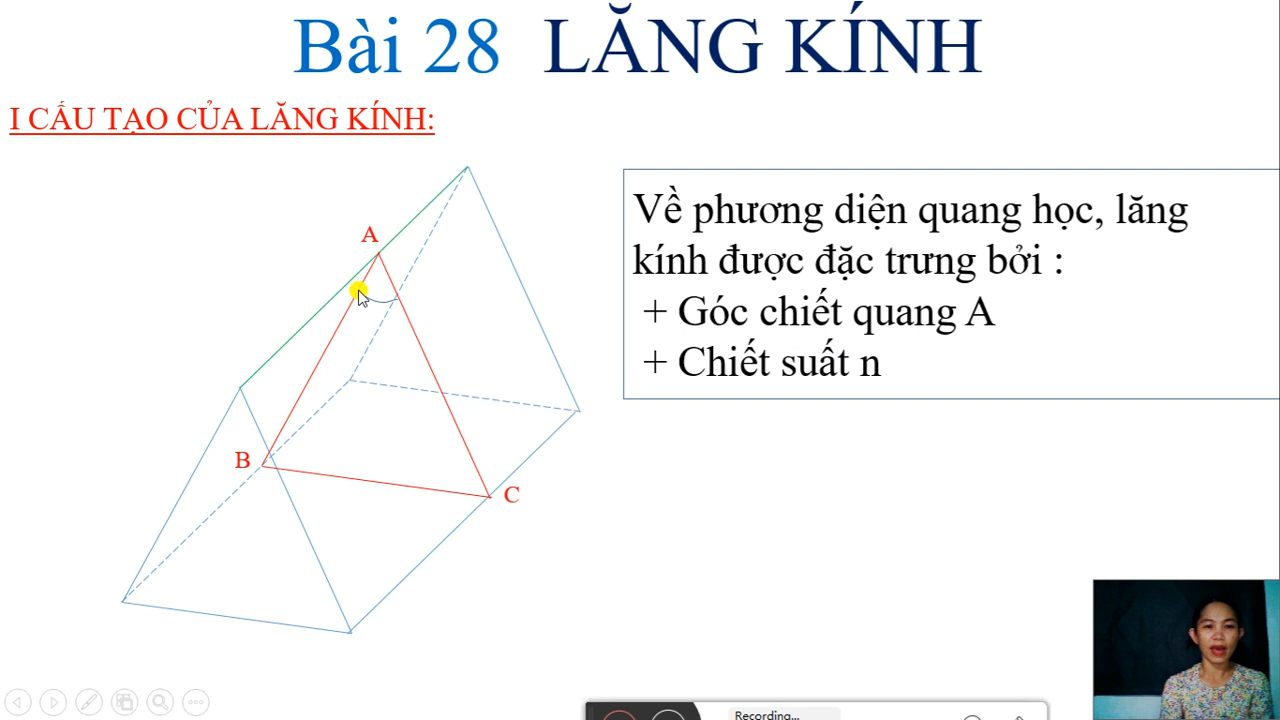 Bài 28 LĂNG KÍNH
I CẤU TẠO CỦA LĂNG KÍNH:
A
B
C
Về phương diện quang học, lăng
kính được đặc trưng bởi :
+ Góc chiết quang A
+ Chiết suất n
Recording...